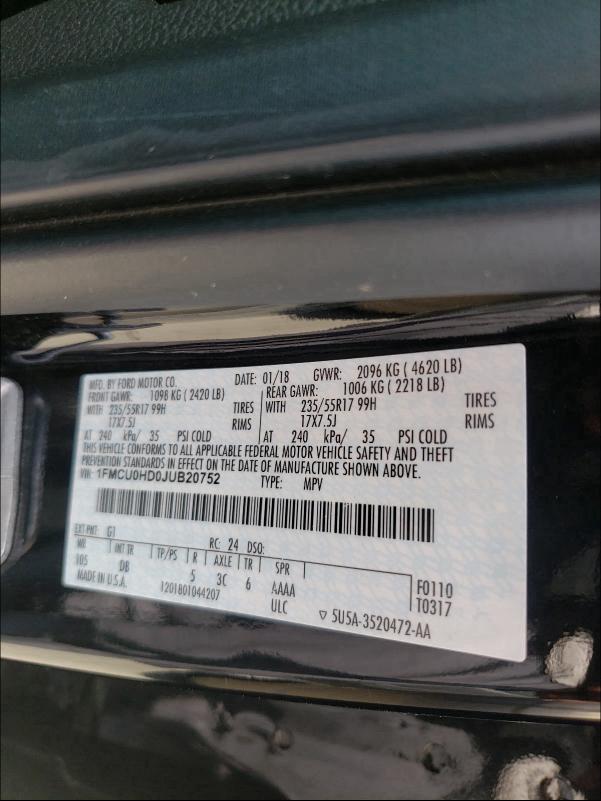 MFD. BY FORD MOTOR CO.
DATE: 01/18 GVWR: 2096 KG ( 4620 LB)
FRONT GAWR: 1098 KG ( 2420 LB) REAR GAWR: 1006 KG ( 2218 LB)
WITH 235/55R17 99H TIRES WITH 235/55R17 99H TIRES
17X7.5J RIMS 17X7.5J RIMS
AT 240 kPa/ 35 PSI COLD AT 240 kPa/ 35 PSI COLD
THIS VEHICLE CONFORMS TO ALL APPLICABLE FEDERAL MOTOR VEHICLE SAFETY AND THEFT
PREVENTION STANDARDS IN EFFECT ON THE DATE OF MANUFACTURE SHOWN ABOVE.
VIN: 1FMCU0HD0JUB20752 TYPE: MPV
EXT PNT: G1 RC: 24 DSO:
WB INT TR TP/PS R AXLE TR SPR
105 DB 5 3C 6 AAAA F0110
MADE IN U.S.A. 1201801044207 ULC T0317
▽ 5U5A-3520472-AA